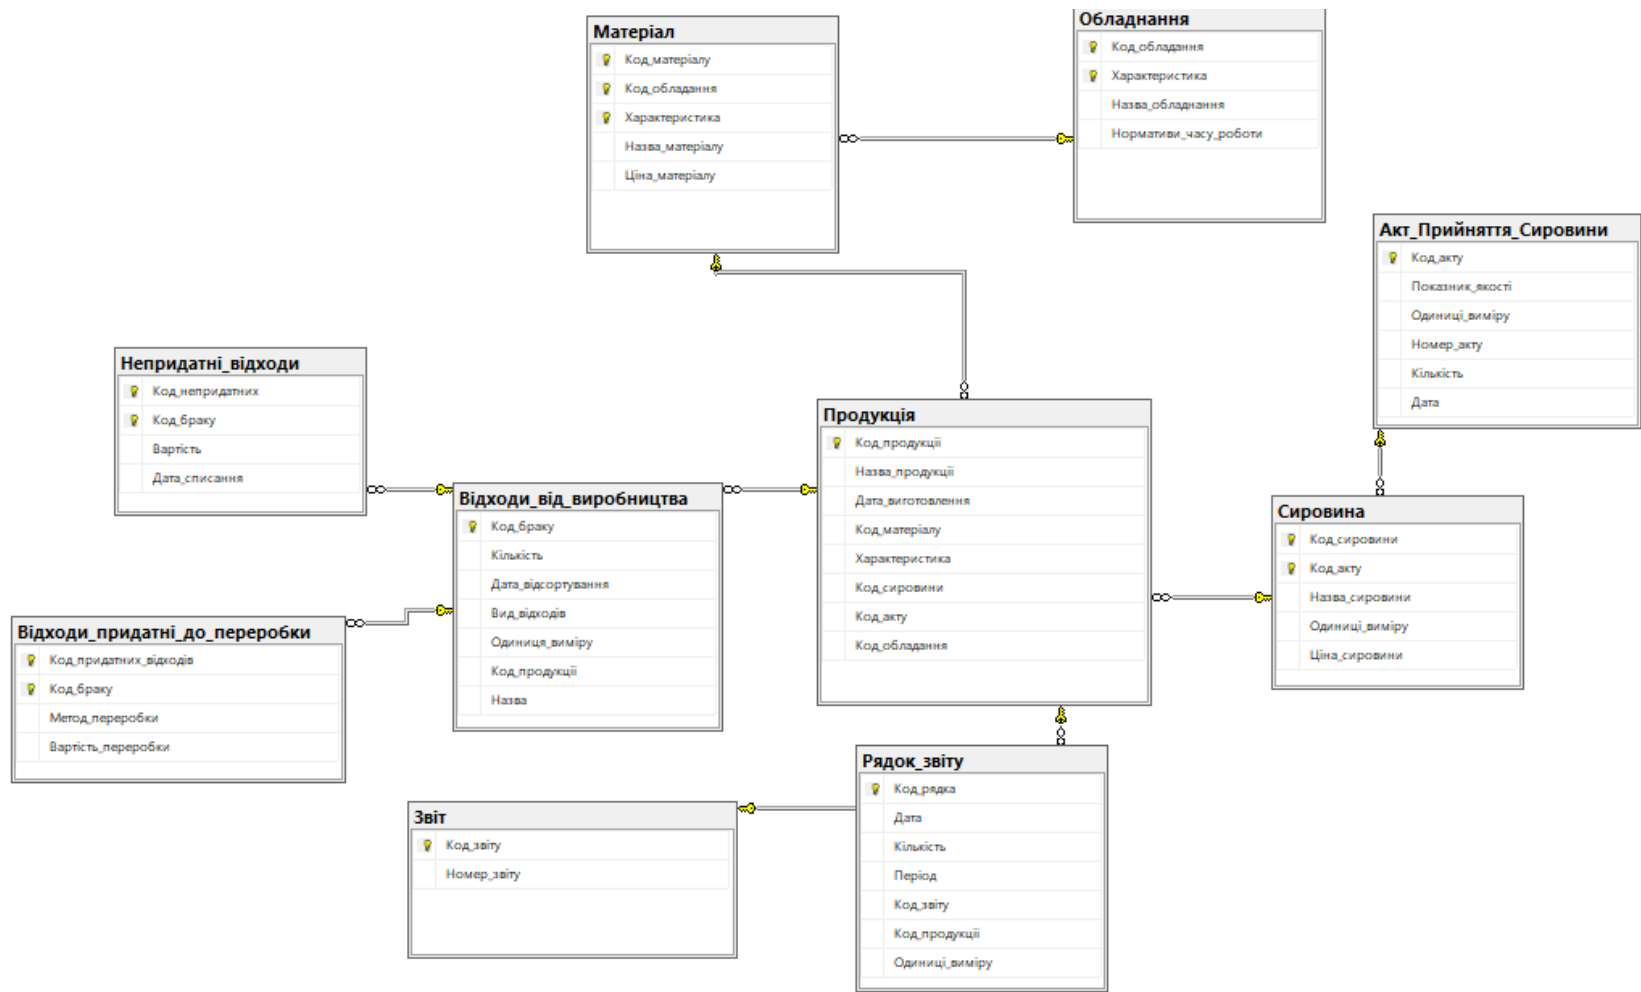 Матеріал
Код_матеріалу
Код_обладання
Характеристика
Назва_матеріалу
Ціна_матеріалу
Обладнання
Код_обладання
Характеристика
Назва_обладнання
Нормативи_часу_роботи
Акт_Прийняття_Сировини
Код_акту
Показник_якості
Одиниці_виміру
Номер_акту
Кількість
Дата
Непридатні_відходи
Код_непридатних
Код_браку
Вартість
Дата_списання
Відходи_від_виробництва
Код_браку
Кількість
Дата_відсортування
Вид_відходів
Одиниця_виміру
Код_продукції
Назва
Продукція
Код_продукції
Назва_продукції
Дата_виготовлення
Код_матеріалу
Характеристика
Код_сировини
Код_акту
Код_обладання
Сировина
Код_сировини
Код_акту
Назва_сировини
Одиниці_виміру
Ціна_сировини
Відходи_придатні_до_переробки
Код_придатних_відходів
Код_браку
Метод_переробки
Вартість_переробки
Звіт
Код_звіту
Номер_звіту
Рядок_звіту
Код_рядка
Дата
Кількість
Період
Код_звіту
Код_продукції
Одиниці_виміру